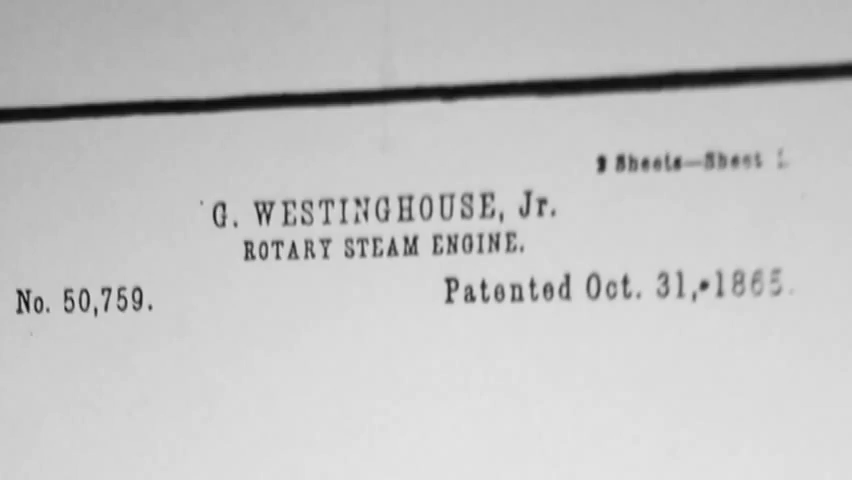 Sheets—Sheet
G. WESTINGHOUSE, Jr.
ROTARY STEAM ENGINE.
No. 50,759.
Patented Oct. 31, 1865.